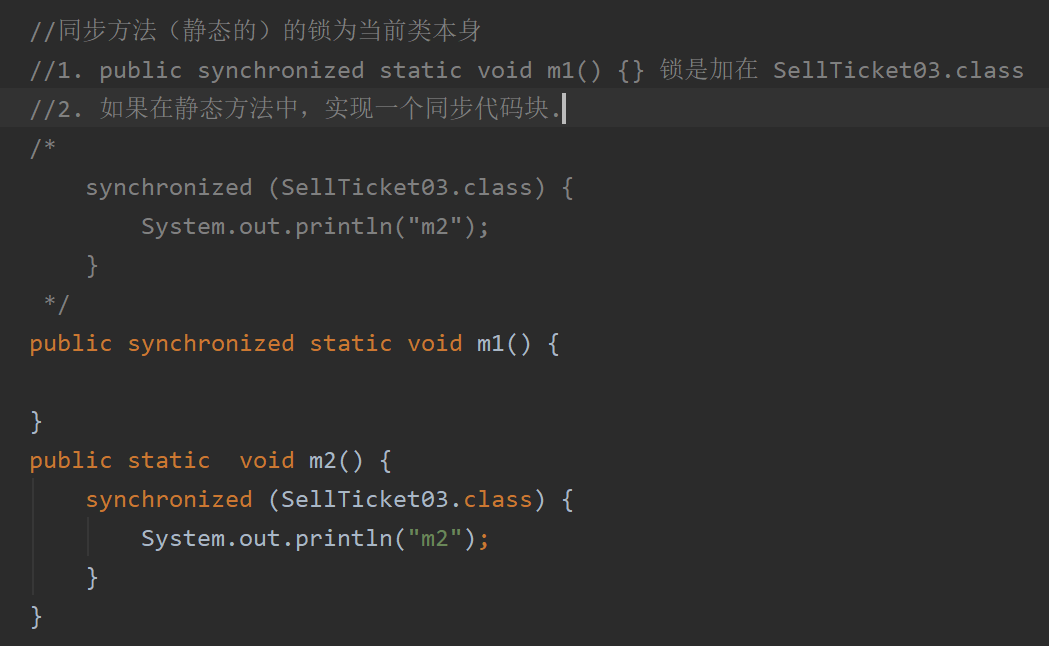 //同步方法（静态的）的锁为当前类本身
//1. public synchronized static void m1() {} 锁是加在 SellTicket03.class
//2. 如果在静态方法中，实现一个同步代码块.
/*
    synchronized (SellTicket03.class) {
        System.out.println("m2");
    }
 */
public synchronized static void m1() {
}
public static  void m2() {
    synchronized (SellTicket03.class) {
        System.out.println("m2");
    }
}